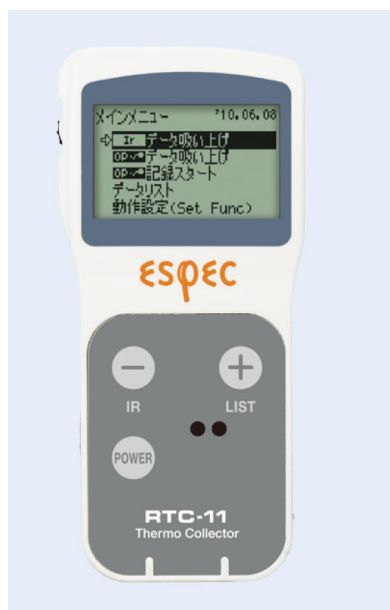 メインメニュー '10.06.08
⇨ Ir データ吸い上げ
OP データ吸い上げ
OP 記録スタート
データリスト
動作設定(Set Func)
espec
− +
IR LIST
POWER
RTC-11
Thermo Collector